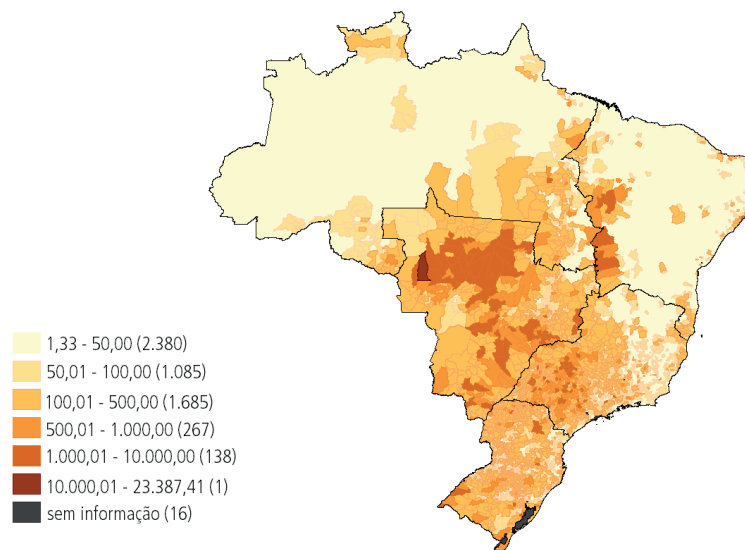 1,33 - 50,00 (2.380)
50,01 - 100,00 (1.085)
100,01 - 500,00 (1.685)
500,01 - 1.000,00 (267)
1.000,01 - 10.000,00 (138)
10.000,01 - 23.387,41 (1)
sem informação (16)